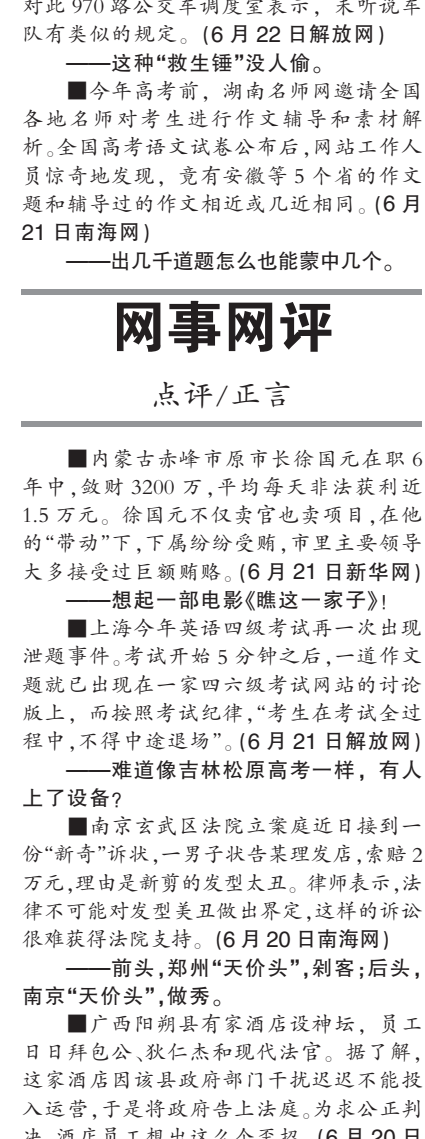 对此 970 路公交车调度室表示，未听说车
队有类似的规定。(6 月 22 日解放网)
——这种“救生锤”没人偷。
■今年高考前，湖南名师网邀请全国
各地名师对考生进行作文辅导和素材解
析。全国高考语文试卷公布后,网站工作人
员惊奇地发现，竟有安徽等 5 个省的作文
题和辅导过的作文相近或几近相同。(6 月
21 日南海网)
——出几千道题怎么也能蒙中几个。
网事网评
点评/正言
■内蒙古赤峰市原市长徐国元在职 6
年中,敛财 3200 万,平均每天非法获利近
1.5 万元。徐国元不仅卖官也卖项目,在他
的“带动”下,下属纷纷受贿,市里主要领导
大多接受过巨额贿赂。(6 月 21 日新华网)
——想起一部电影《瞧这一家子》!
■上海今年英语四级考试再一次出现
泄题事件。考试开始 5 分钟之后,一道作文
题就已出现在一家四六级考试网站的讨论
版上，而按照考试纪律,“考生在考试全过
程中,不得中途退场”。(6 月 21 日解放网)
——难道像吉林松原高考一样，有人
上了设备?
■南京玄武区法院立案庭近日接到一
份“新奇”诉状,一男子状告某理发店,索赔 2
万元,理由是新剪的发型太丑。律师表示,法
律不可能对发型美丑做出界定,这样的诉讼
很难获得法院支持。(6 月 20 日南海网)
——前头,郑州“天价头”,剁客;后头,
南京“天价头”,做秀。
■广西阳朔县有家酒店设神坛，员工
日日拜包公、狄仁杰和现代法官。据了解，
这家酒店因该县政府部门干扰迟迟不能投
入运营,于是将政府告上法庭。为求公正判
决,酒店员工想出这么个歪招。(6 月 20 日